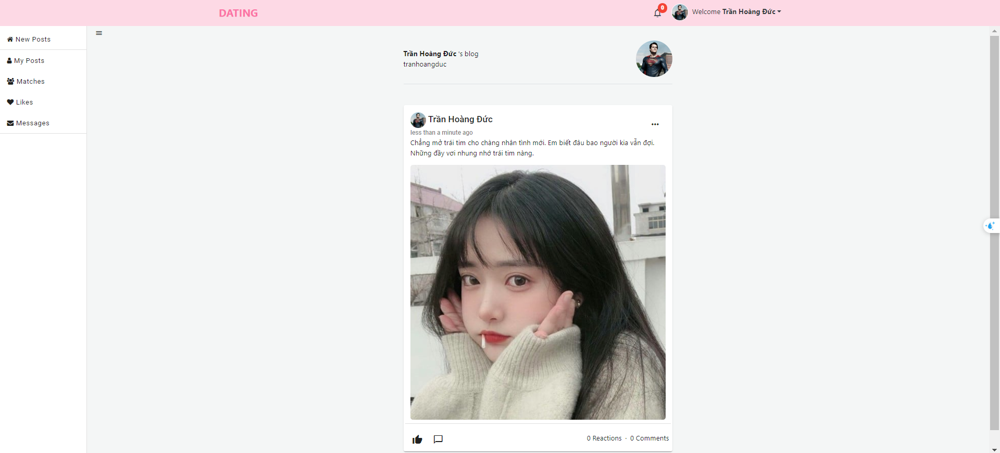 DATING
0
Welcome Trần Hoàng Đức
New Posts
My Posts
Matches
Likes
Messages
Trần Hoàng Đức 's blog
tranhoangduc
Trần Hoàng Đức
less than a minute ago
Chẳng mở trái tim cho chàng nhân tình mới. Em biết đâu bao người kia vẫn đợi.
Những đầy vơi nhung nhớ trái tim nàng.
0 Reactions · 0 Comments